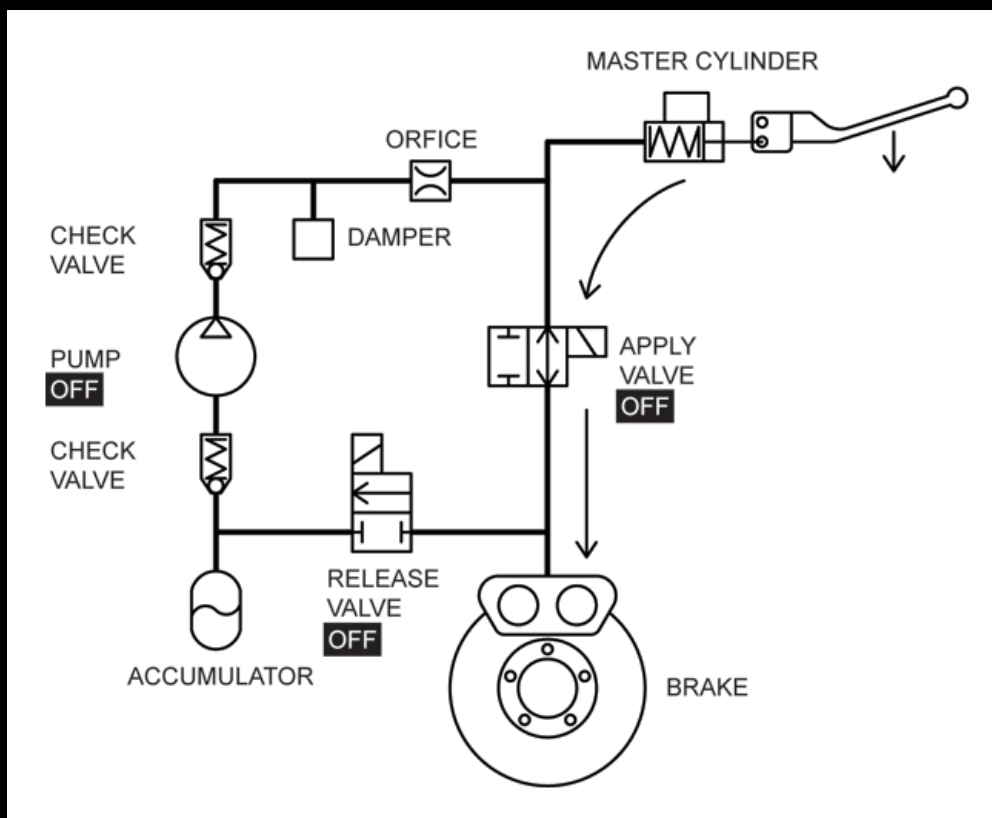 MASTER CYLINDER
ORFICE
CHECK
VALVE
DAMPER
PUMP
OFF
APPLY
VALVE
OFF
CHECK
VALVE
RELEASE
VALVE
OFF
ACCUMULATOR
BRAKE